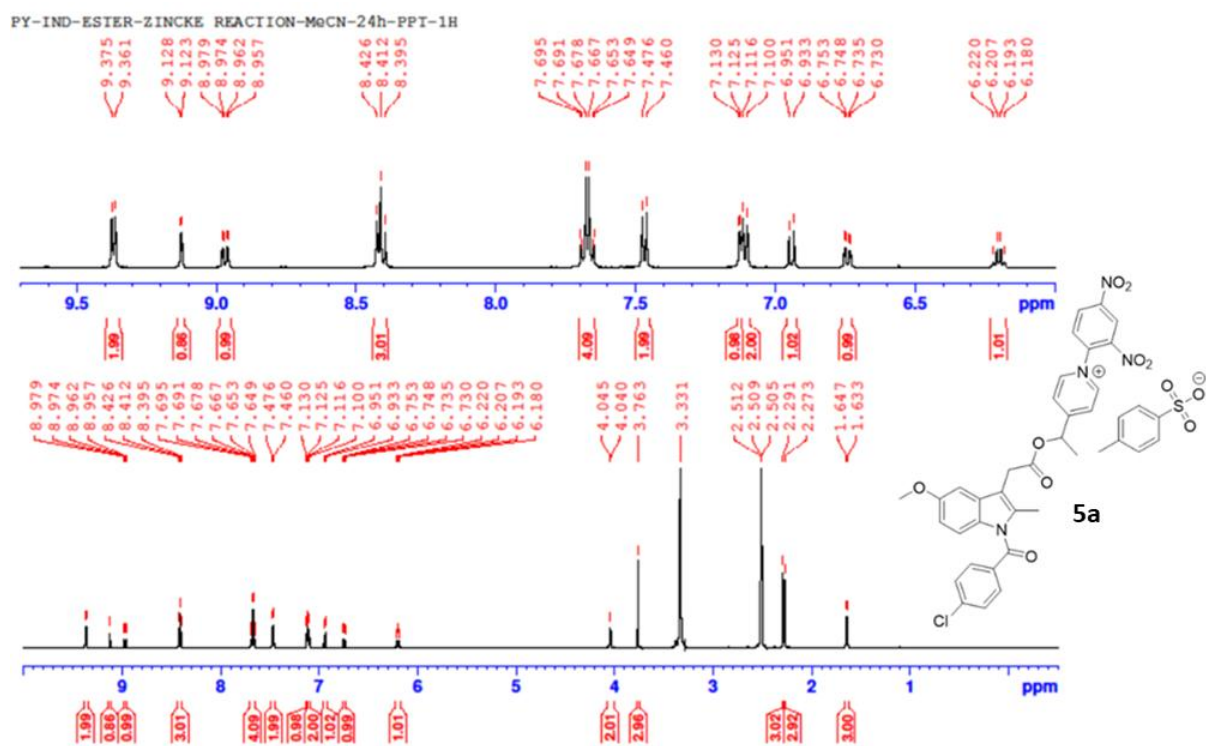 PY-IND-ESTER-ZINCKE REACTION-MeCN-24h-PPT-1H
9.375 9.361 9.128 9.123 8.979 8.974 8.962 8.957 8.426 8.412 8.395 7.695 7.691 7.678 7.667 7.653 7.649 7.476 7.460 7.130 7.125 7.116 7.100 6.951 6.933 6.753 6.748 6.735 6.730 6.220 6.207 6.193 6.180
9.5 9.0 8.5 8.0 7.5 7.0 6.5 ppm
1.99 0.86 0.99 3.01 4.09 1.99 0.98 2.00 1.02 0.99 1.01
8.979 8.974 8.962 8.957 8.426 8.412 8.395 7.695 7.691 7.678 7.667 7.653 7.649 7.476 7.460 7.130 7.125 7.116 7.100 6.951 6.933 6.753 6.748 6.735 6.730 6.220 6.207 6.193 6.180 4.045 4.040 3.763 3.331 2.512 2.509 2.505 2.291 2.273 1.647 1.633
NO2
NO2
N +
O
S
O
O
O
O
O
N
O
Cl
5a
9 8 7 6 5 4 3 2 1 ppm
1.99 0.86 0.99 3.01 4.09 1.99 0.98 2.00 1.02 0.99 1.01 2.01 2.96 3.02 2.92 3.00